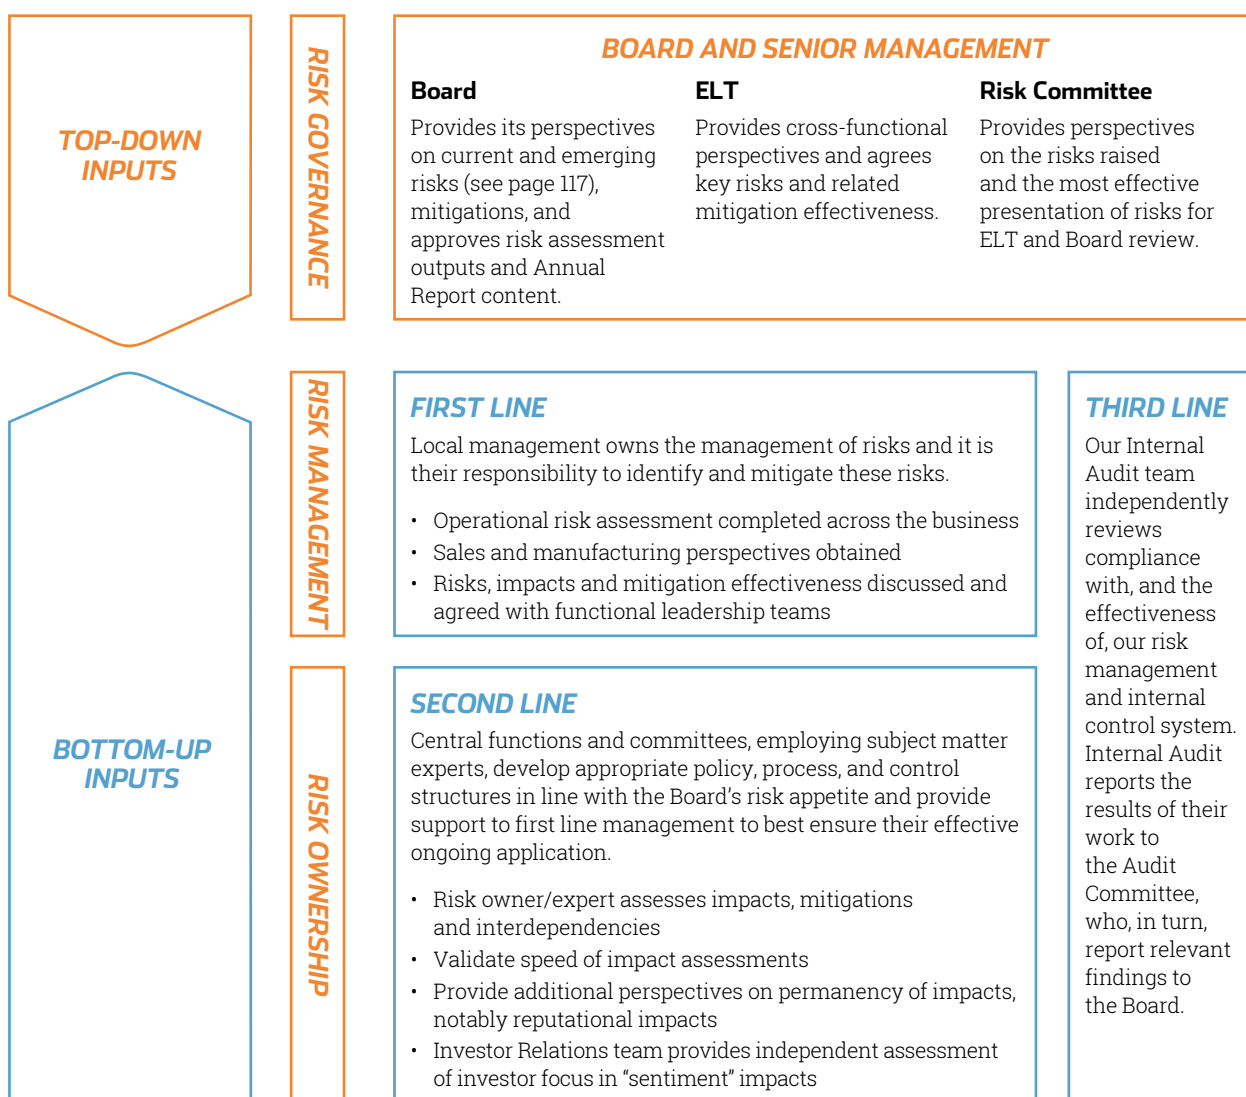 TOP-DOWN
INPUTS
RISK GOVERNANCE
BOARD AND SENIOR MANAGEMENT
Board
Provides its perspectives
on current and emerging
risks (see page 117),
mitigations, and
approves risk assessment
outputs and Annual
Report content.
ELT
Provides cross-functional
perspectives and agrees
key risks and related
mitigation effectiveness.
Risk Committee
Provides perspectives
on the risks raised
and the most effective
presentation of risks for
ELT and Board review.
BOTTOM-UP
INPUTS
RISK MANAGEMENT
FIRST LINE
Local management owns the management of risks and it is
their responsibility to identify and mitigate these risks.
• Operational risk assessment completed across the business
• Sales and manufacturing perspectives obtained
• Risks, impacts and mitigation effectiveness discussed and
agreed with functional leadership teams
RISK OWNERSHIP
SECOND LINE
Central functions and committees, employing subject matter
experts, develop appropriate policy, process, and control
structures in line with the Board’s risk appetite and provide
support to first line management to best ensure their effective
ongoing application.
• Risk owner/expert assesses impacts, mitigations
and interdependencies
• Validate speed of impact assessments
• Provide additional perspectives on permanency of impacts,
notably reputational impacts
• Investor Relations team provides independent assessment
of investor focus in “sentiment” impacts
THIRD LINE
Our Internal
Audit team
independently
reviews
compliance
with, and the
effectiveness
of, our risk
management
and internal
control system.
Internal Audit
reports the
results of their
work to
the Audit
Committee,
who, in turn,
report relevant
findings to
the Board.